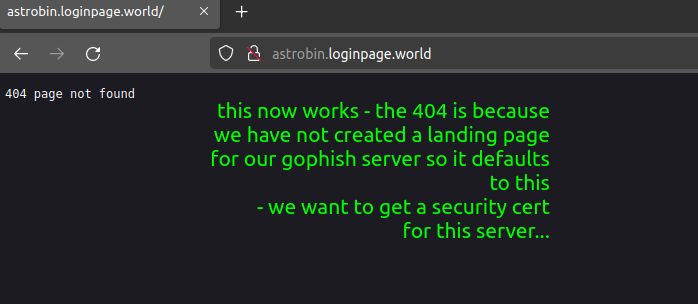 astrobin.loginpage.world/
astrobin.loginpage.world
404 page not found
this now works - the 404 is because
we have not created a landing page
for our gophish server so it defaults
to this
- we want to get a security cert
for this server...